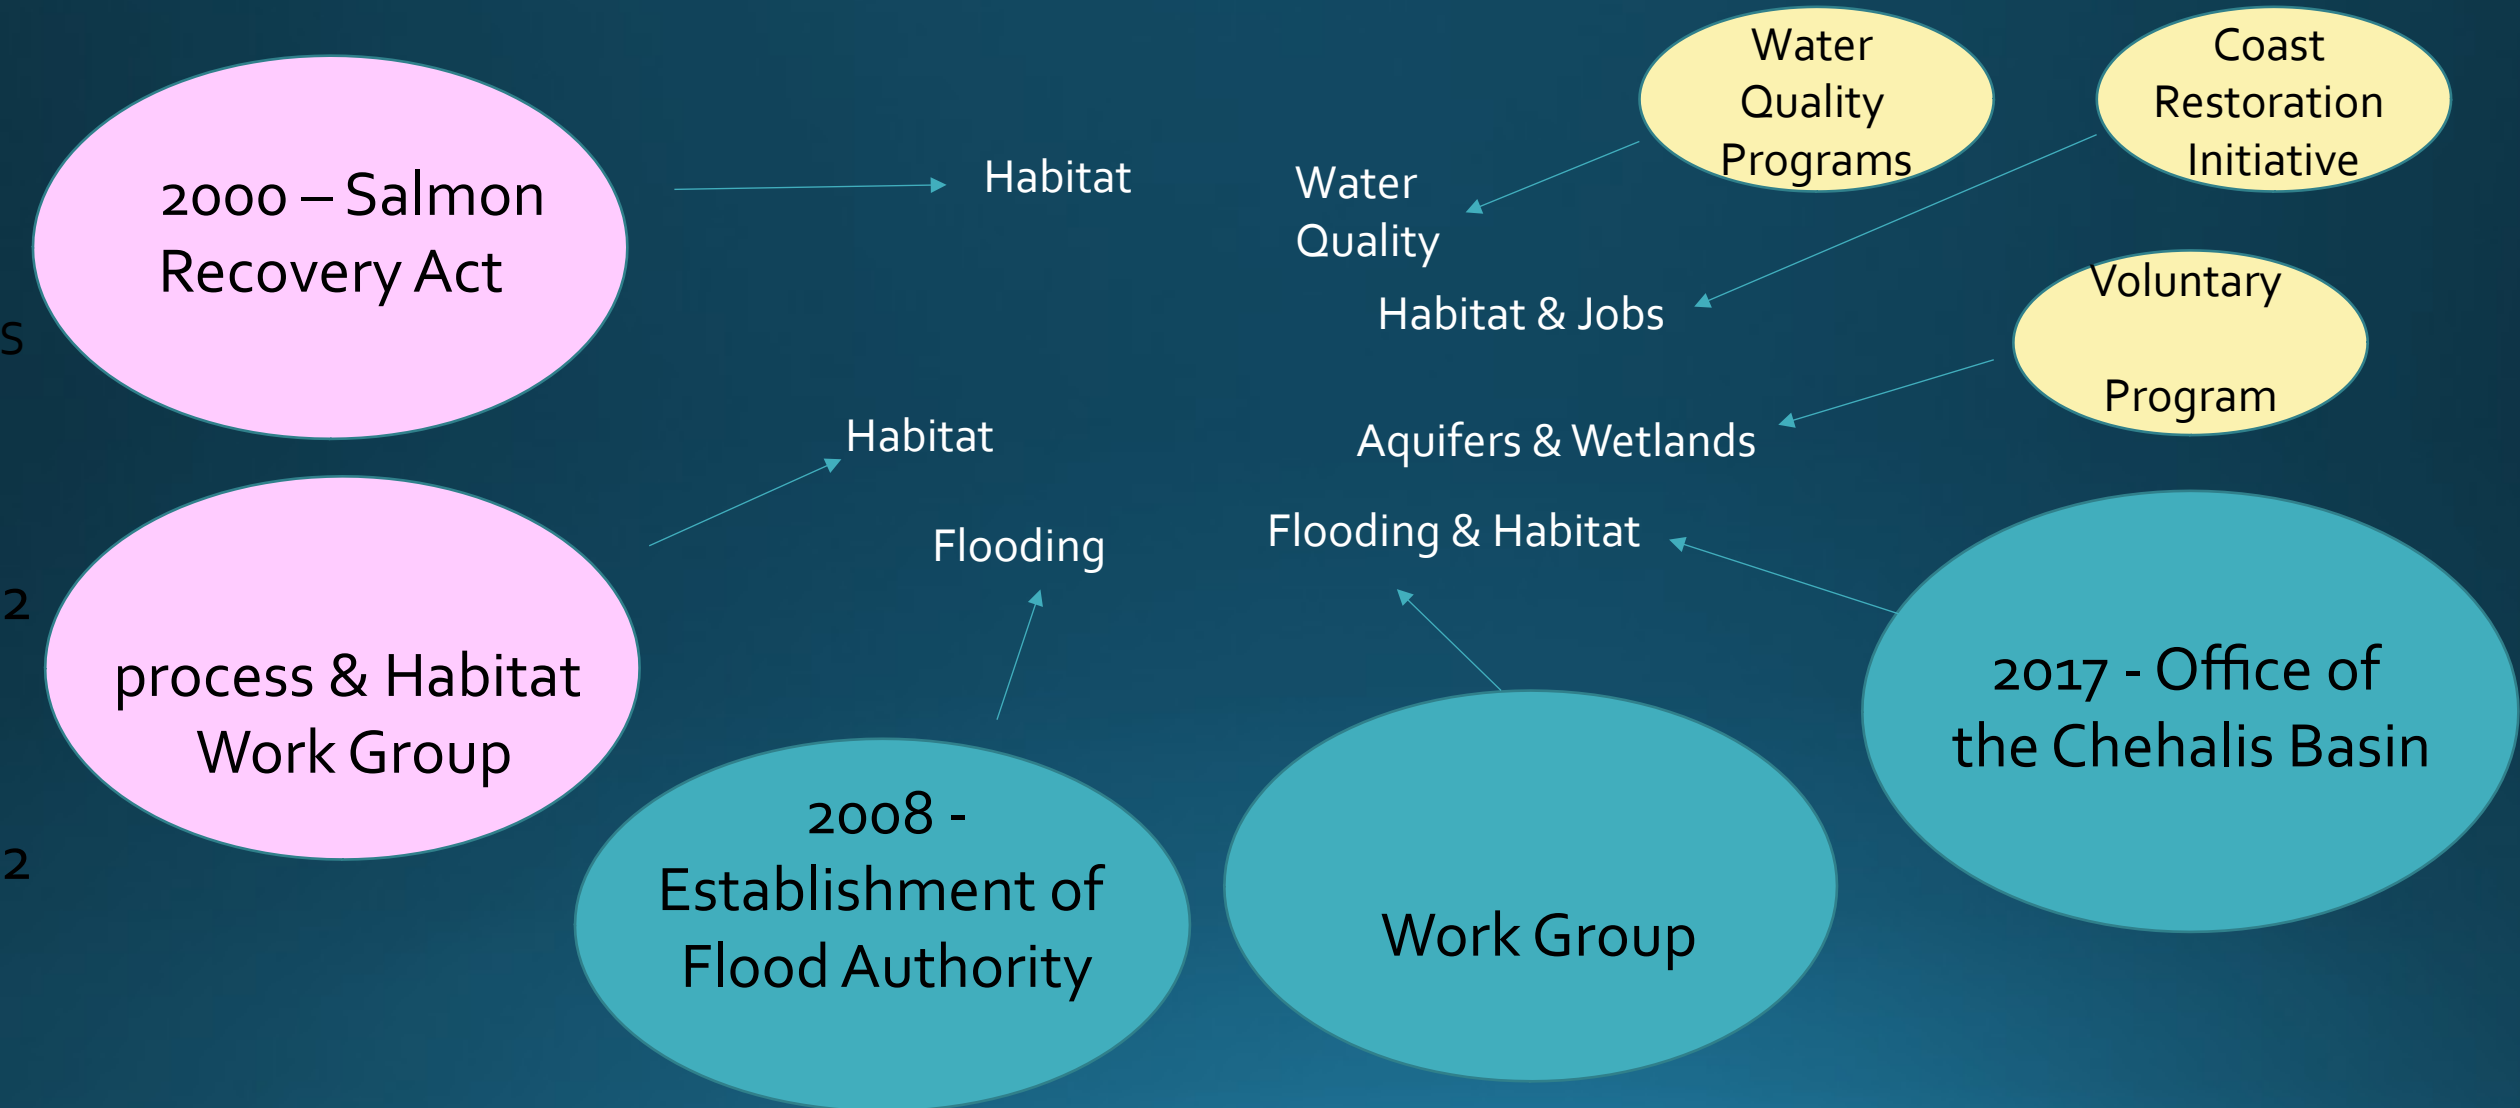 Water
Quality
Programs
Coast
Restoration
Initiative
2000 – Salmon
Recovery Act
Habitat
Water
Quality
Habitat & Jobs
Voluntary
Program
S
Habitat
Aquifers & Wetlands
Flooding
Flooding & Habitat
2
process & Habitat
Work Group
2017 - Office of
the Chehalis Basin
2008 -
Establishment of
Flood Authority
Work Group
2